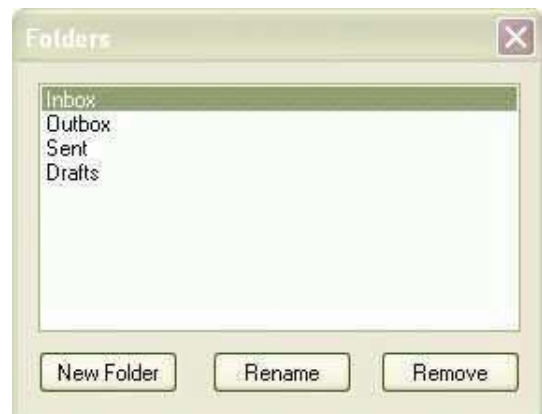 Folders
Inbox
Outbox
Sent
Drafts
New Folder Rename Remove